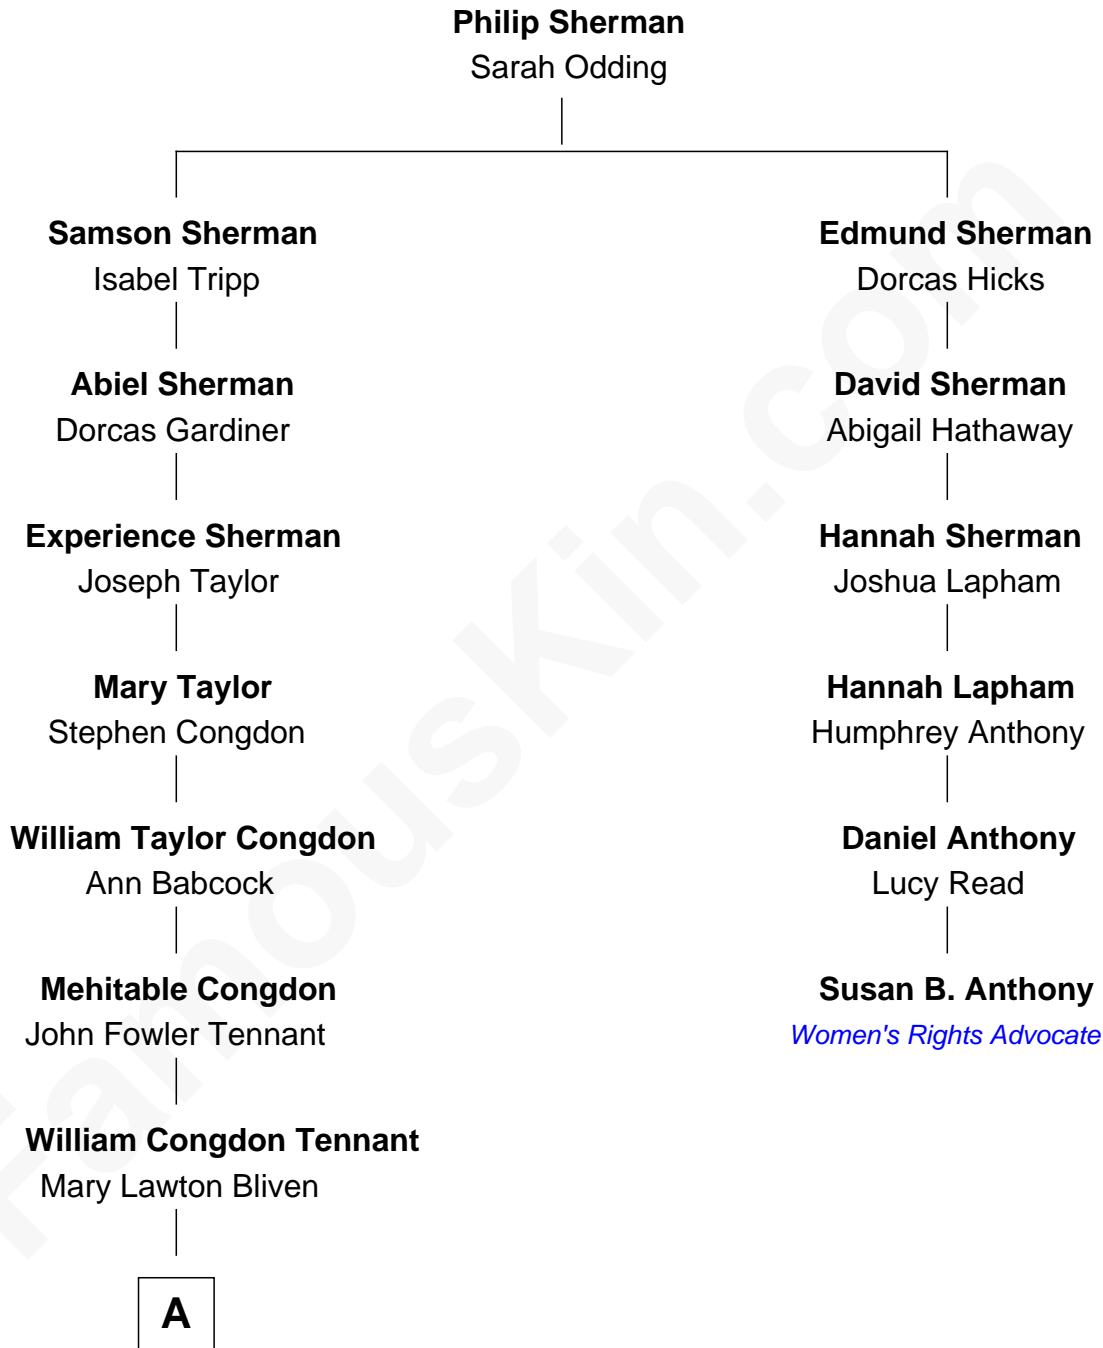 Philip Sherman
Sarah Odding
Samson Sherman
Isabel Tripp
Abiel Sherman
Dorcas Gardiner
Experience Sherman
Joseph Taylor
Mary Taylor
Stephen Congdon
William Taylor Congdon
Ann Babcock
Mehitable Congdon
John Fowler Tennant
William Congdon Tennant
Mary Lawton Bliven
A
Edmund Sherman
Dorcas Hicks
David Sherman
Abigail Hathaway
Hannah Sherman
Joshua Lapham
Hannah Lapham
Humphrey Anthony
Daniel Anthony
Lucy Read
Susan B. Anthony
Women's Rights Advocate
FamousKin.com